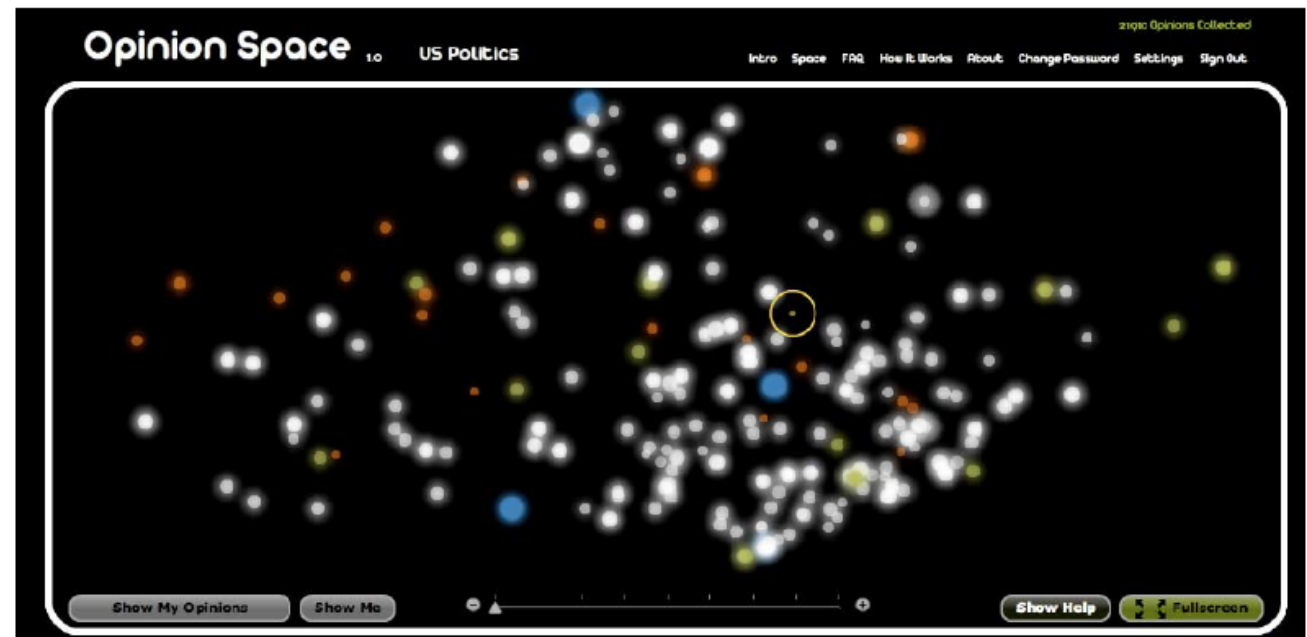 21910 Opinions Collected
Opinion Space 1.0 US Politics
Intro Space FAQ How It Works About Change Password Settings Sign Out
Show My Opinions Show Me Show Help Fullscreen